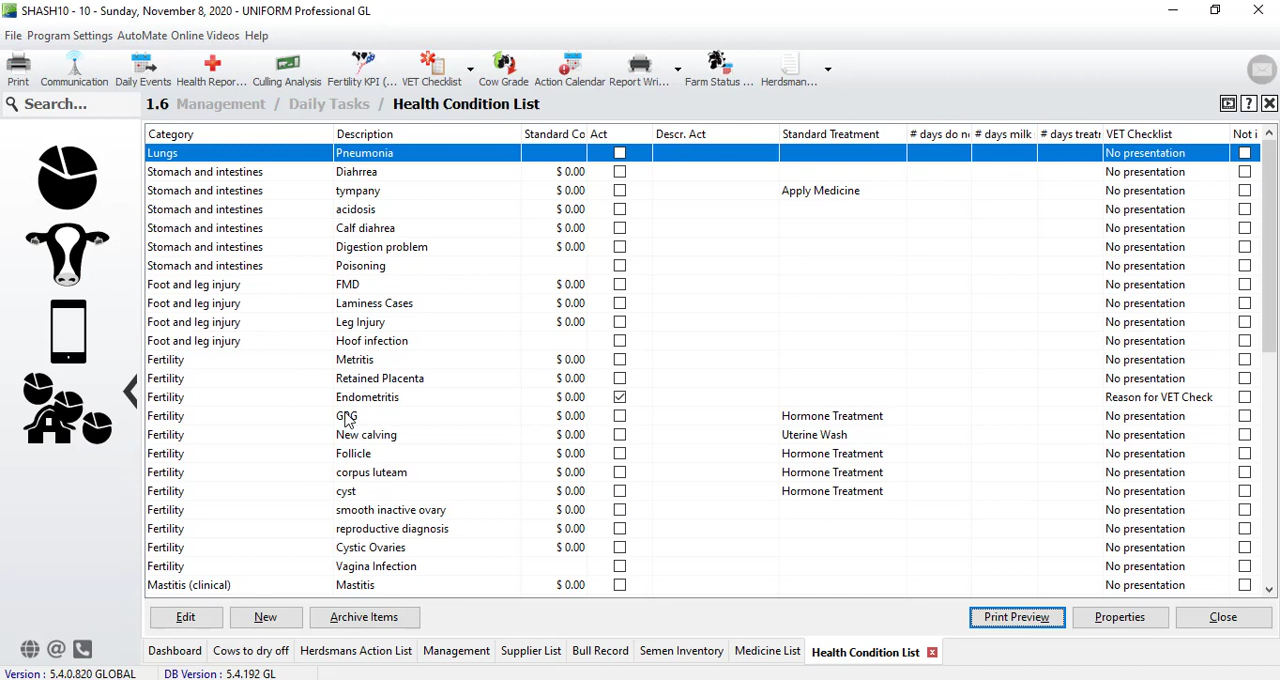 SHASH10 - 10 - Sunday, November 8, 2020 - UNIFORM Professional GL
File Program Settings AutoMate Online Videos Help
Print Communication Daily Events Health Repor... Culling Analysis Fertility KPI (... VET Checklist Cow Grade Action Calendar Report Wri... Farm Status ... Herdsman...
Search... 1.6 Management / Daily Tasks / Health Condition List
Category Description Standard Co Act Descr. Act Standard Treatment # days do n # days milk # days treat VET Checklist Not i
Lungs Pneumonia No presentation
Stomach and intestines Diahrrea $ 0.00 No presentation
Stomach and intestines tympany $ 0.00 Apply Medicine No presentation
Stomach and intestines acidosis $ 0.00 No presentation
Stomach and intestines Calf diahrea $ 0.00 No presentation
Stomach and intestines Digestion problem $ 0.00 No presentation
Stomach and intestines Poisoning No presentation
Foot and leg injury FMD $ 0.00 No presentation
Foot and leg injury Laminess Cases $ 0.00 No presentation
Foot and leg injury Leg Injury $ 0.00 No presentation
Foot and leg injury Hoof infection No presentation
Fertility Metritis $ 0.00 No presentation
Fertility Retained Placenta $ 0.00 No presentation
Fertility Endometritis $ 0.00 Reason for VET Check
Fertility $ 0.00 Hormone Treatment No presentation
Fertility New calving $ 0.00 Uterine Wash No presentation
Fertility Follicle $ 0.00 Hormone Treatment No presentation
Fertility corpus luteam $ 0.00 Hormone Treatment No presentation
Fertility cyst $ 0.00 Hormone Treatment No presentation
Fertility smooth inactive ovary $ 0.00 No presentation
Fertility reproductive diagnosis $ 0.00 No presentation
Fertility Cystic Ovaries $ 0.00 No presentation
Fertility Vagina Infection No presentation
Mastitis (clinical) Mastitis $ 0.00 No presentation
Edit New Archive Items Print Preview Properties Close
Dashboard Cows to dry off Herdsmans Action List Management Supplier List Bull Record Semen Inventory Medicine List Health Condition List
Version : 5.4.0.820 GLOBAL DB Version : 5.4.192 GL